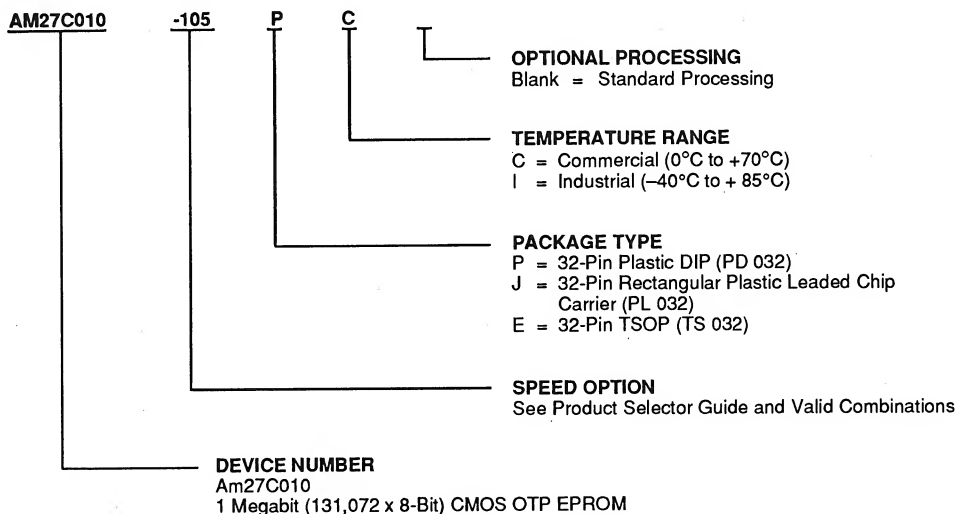 AM27C010 -105 P C
OPTIONAL PROCESSING
Blank = Standard Processing
TEMPERATURE RANGE
C = Commercial (0°C to +70°C)
I = Industrial (–40°C to + 85°C)
PACKAGE TYPE
P = 32-Pin Plastic DIP (PD 032)
J = 32-Pin Rectangular Plastic Leaded Chip
Carrier (PL 032)
E = 32-Pin TSOP (TS 032)
SPEED OPTION
See Product Selector Guide and Valid Combinations
DEVICE NUMBER
Am27C010
1 Megabit (131,072 x 8-Bit) CMOS OTP EPROM